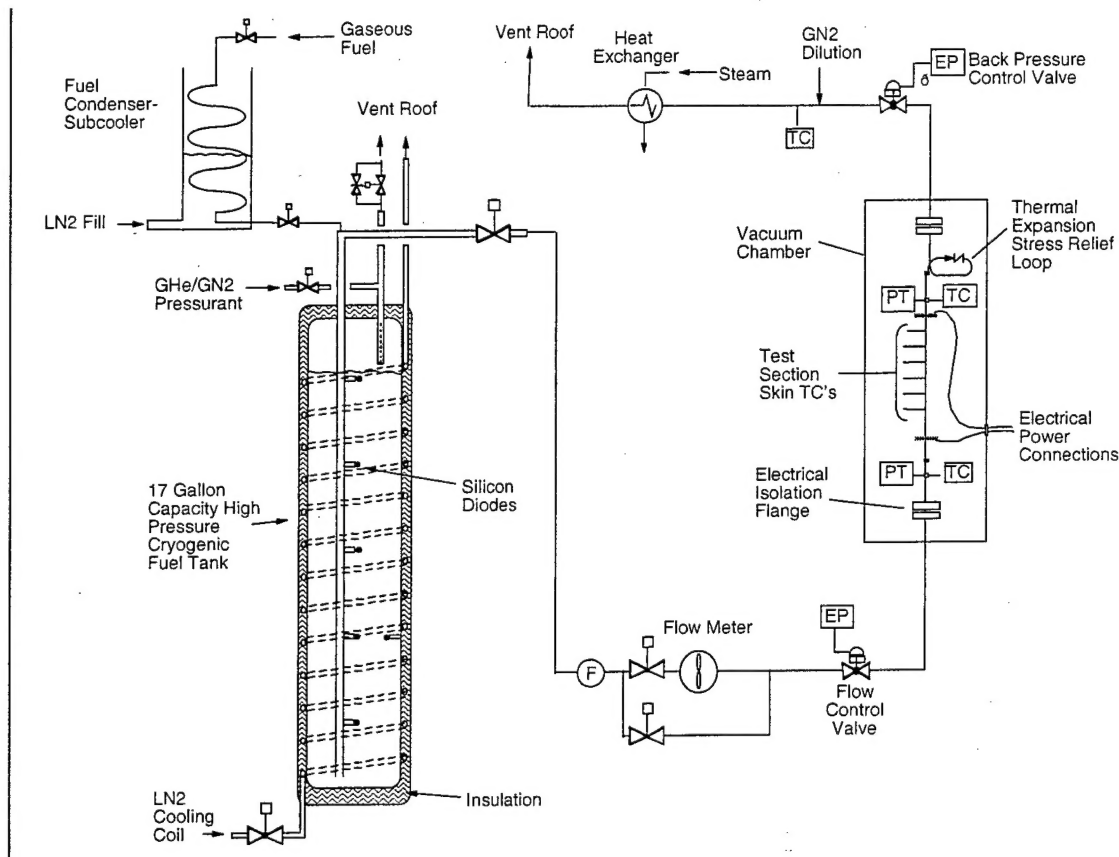 Gaseous
Fuel
Fuel
Condenser-
Subcooler
Vent Roof
LN2 Fill
GHe/GN2
Pressurant
17 Gallon
Capacity High
Pressure
Cryogenic
Fuel Tank
Silicon
Diodes
LN2
Cooling
Coil
Insulation
Vent Roof
Heat
Exchanger
Steam
GN2
Dilution
TC
EP
Back Pressure
Control Valve
Vacuum
Chamber
Thermal
Expansion
Stress Relief
Loop
PT
TC
Test
Section
Skin TC's
Electrical
Power
Connections
PT
TC
Electrical
Isolation
Flange
F
Flow Meter
EP
Flow
Control
Valve